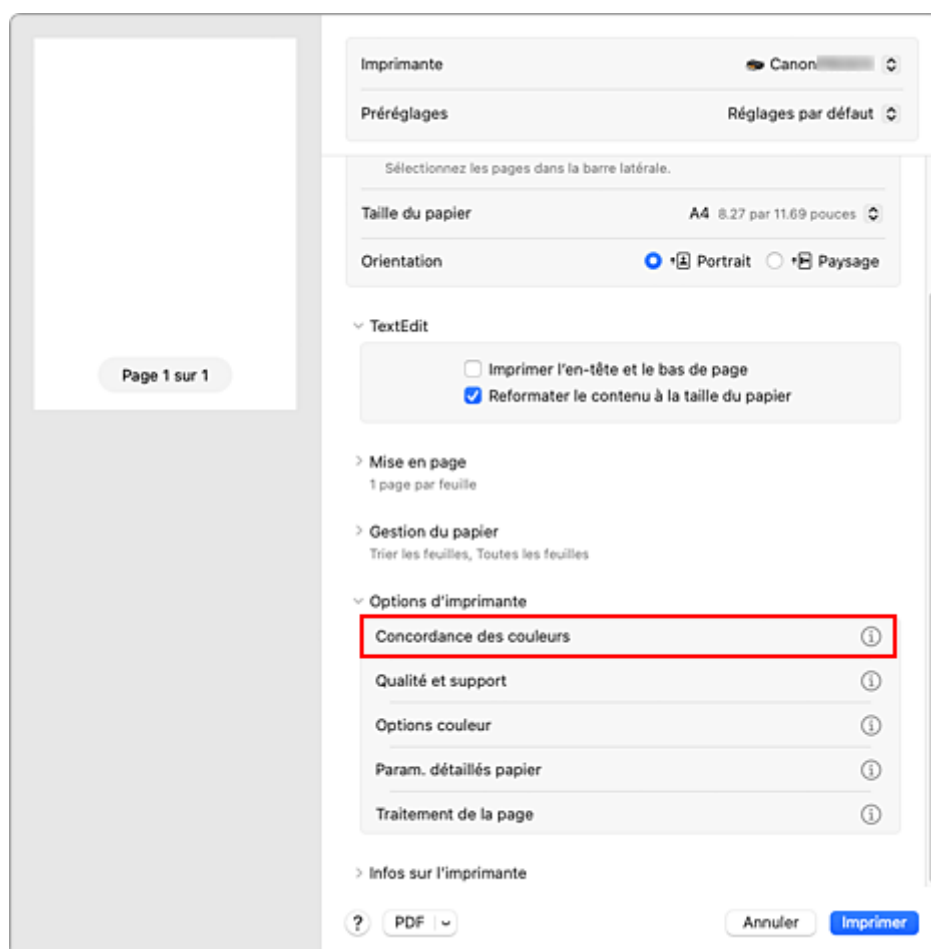 Imprimante Canon
Préréglages Réglages par défaut
Sélectionnez les pages dans la barre latérale.
Taille du papier A4 8.27 par 11.69 pouces
Orientation Portrait Paysage
TextEdit
Imprimer l'en-tête et le bas de page
Page 1 sur 1
Reformater le contenu à la taille du papier
Mise en page
1 page par feuille
Gestion du papier
Trier les feuilles, Toutes les feuilles
Options d'imprimante
Concordance des couleurs
Qualité et support
Options couleur
Param. détaillés papier
Traitement de la page
Infos sur l'imprimante
? PDF Annuler Imprimer